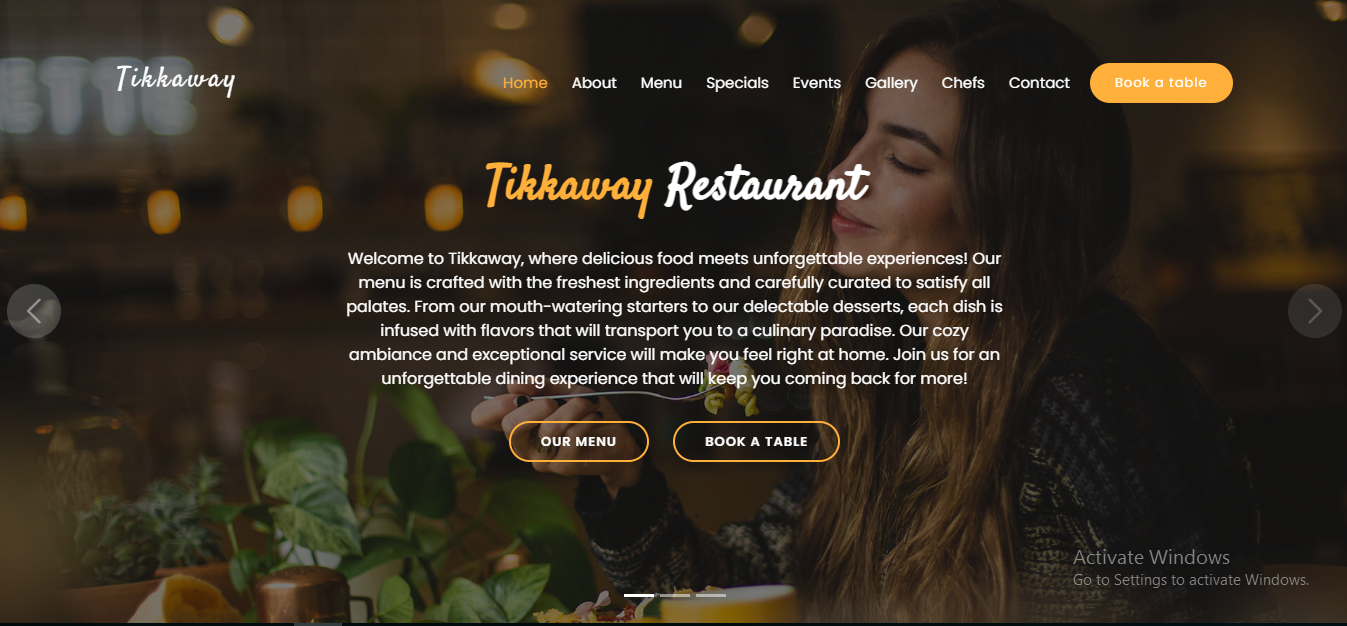 Tikkaway
Home About Menu Specials Events Gallery Chefs Contact Book a table
Tikkaway Restaurant
Welcome to Tikkaway, where delicious food meets unforgettable experiences! Our
menu is crafted with the freshest ingredients and carefully curated to satisfy all
palates. From our mouth-watering starters to our delectable desserts, each dish is
infused with flavors that will transport you to a culinary paradise. Our cozy
ambiance and exceptional service will make you feel right at home. Join us for an
unforgettable dining experience that will keep you coming back for more!
OUR MENU BOOK A TABLE
Activate Windows
Go to Settings to activate Windows.